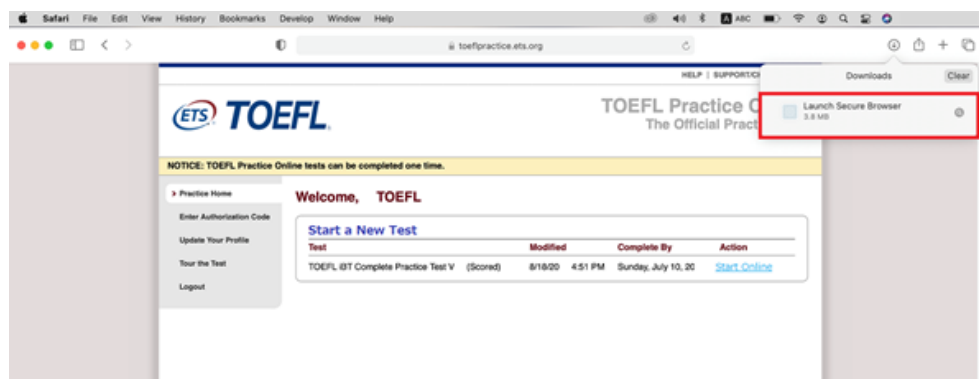 Safari File Edit View History Bookmarks Develop Window Help A ABC
toeflpractice.ets.org
HELP | SUPPORT/
Downloads Clear
Launch Secure Browser
3.8 MB
ETS TOEFL
TOEFL Practice
The Official Pract
NOTICE: TOEFL Practice Online tests can be completed one time.
Practice Home
Enter Authorization Code
Update Your Profile
Tour the Test
Logout
Welcome, TOEFL
Start a New Test
Test Modified Complete By Action
TOEFL iBT Complete Practice Test V (Scored) 8/18/20 4:51 PM Sunday, July 10, 20 Start Online